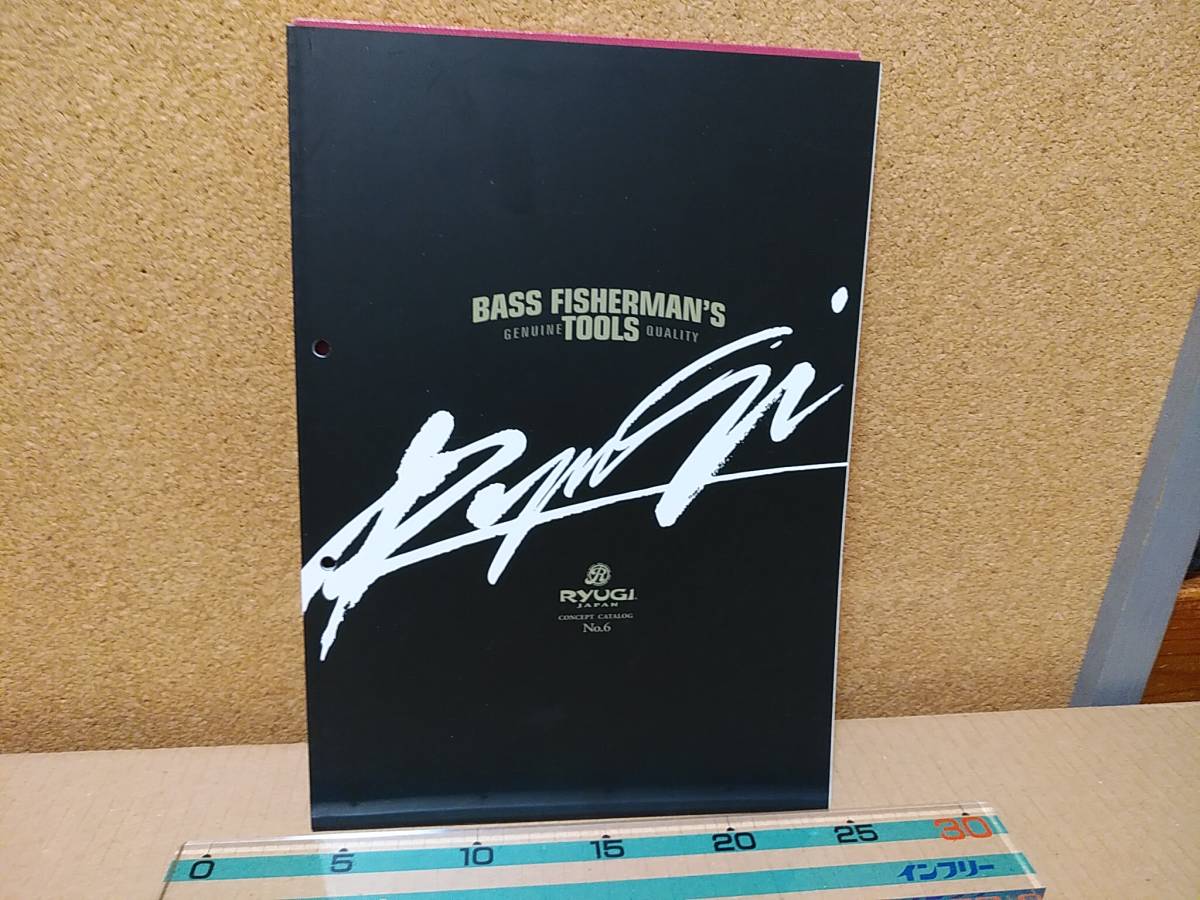 BASS FISHERMAN'S
GENUINE TOOLS QUALITY
RyuGi
R
RYUGI
JAPAN
CONCEPT CATALOG
No.6
0 5 10 15 20 25 30
インフリー